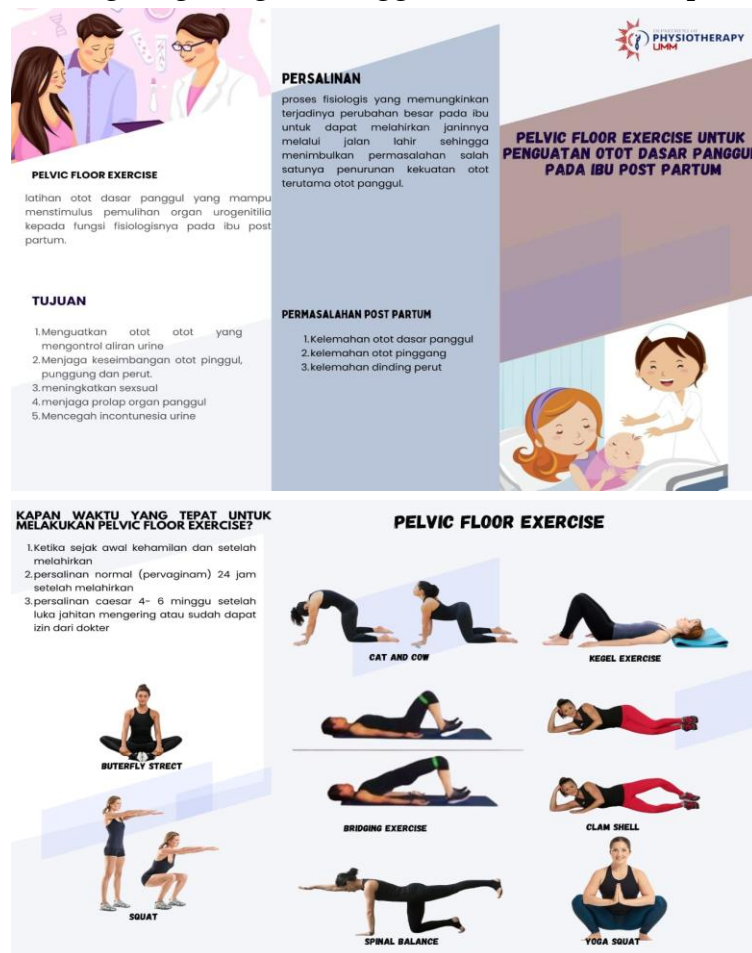 PELVIC FLOOR EXERCISE
latihan otot dasar panggul yang mampu
menstimulus pemulihan organ urogenitilia
kepada fungsi fisiologisnya pada ibu post
partum.
TUJUAN
1.Menguatkan otot otot yang
mengontrol aliran urine
2.Menjaga keseimbangan otot pinggul,
punggung dan perut.
3.meningkatkan sexsual
4.menjaga prolap organ panggul
5.Mencegah incontunesia urine
PERSALINAN
proses fisiologis yang memungkinkan
terjadinya perubahan besar pada ibu
untuk dapat melahirkan janinnya
melalui jalan lahir sehingga
menimbulkan permasalahan salah
satunya penurunan kekuatan otot
terutama otot panggul.
PERMASALAHAN POST PARTUM
1.Kelemahan otot dasar panggul
2.kelemahan otot pinggang
3.kelemahan dinding perut
DEPARTMENT OF
PHYSIOTHERAPY
UMM
PELVIC FLOOR EXERCISE UNTUK
PENGUATAN OTOT DASAR PANGGUL
PADA IBU POST PARTUM
KAPAN WAKTU YANG TEPAT UNTUK
MELAKUKAN PELVIC FLOOR EXERCISE?
1.Ketika sejak awal kehamilan dan setelah
melahirkan
2.persalinan normal (pervaginam) 24 jam
setelah melahirkan
3.persalinan caesar 4- 6 minggu setelah
luka jahitan mengering atau sudah dapat
izin dari dokter
BUTERFLY STRECT
SQUAT
PELVIC FLOOR EXERCISE
CAT AND COW
KEGEL EXERCISE
BRIDGING EXERCISE
CLAM SHELL
SPINAL BALANCE
YOGA SQUAT